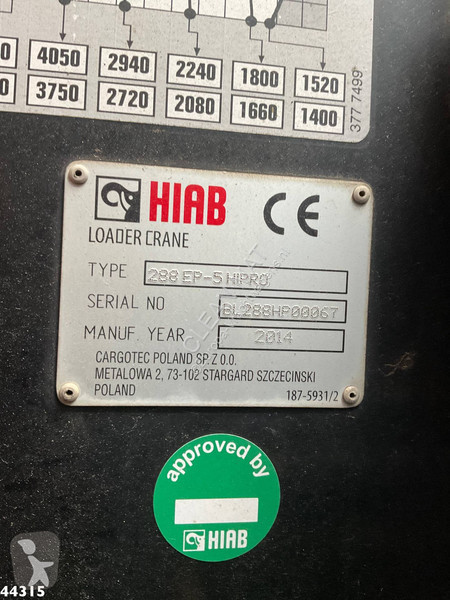 0 4050 2940 2240 1800 1520
0 3750 2720 2080 1660 1400
377 7499
HIAB CE
LOADER CRANE
TYPE 288 EP-5 HIPRO
SERIAL NO BL288HP00067
MANUF. YEAR 2014
CARGOTEC POLAND SP. Z O.O.
METALOWA 2, 73-102 STARGARD SZCZECINSKI
POLAND 187-5931/2
approved by
HIAB
44315